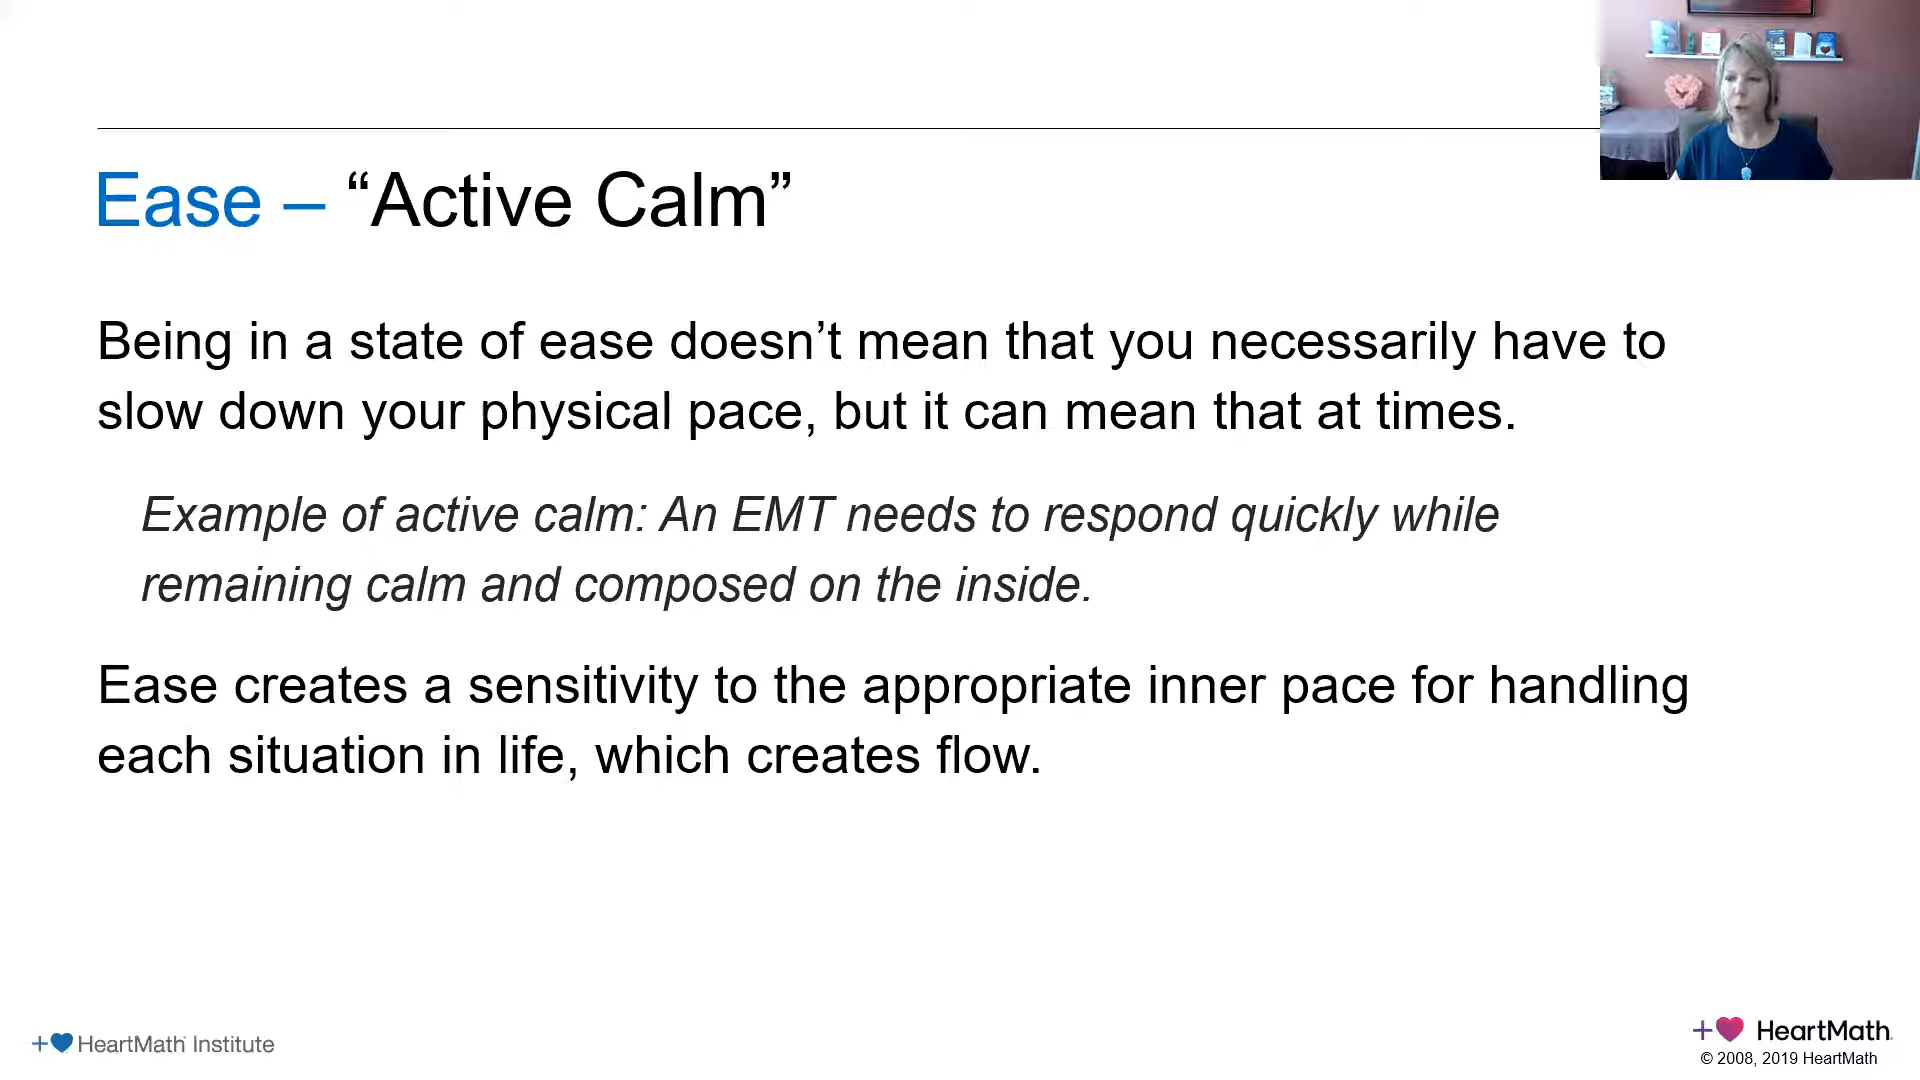 Ease – “Active Calm”
Being in a state of ease doesn’t mean that you necessarily have to
slow down your physical pace, but it can mean that at times.
Example of active calm: An EMT needs to respond quickly while
remaining calm and composed on the inside.
Ease creates a sensitivity to the appropriate inner pace for handling
each situation in life, which creates flow.
HeartMath Institute
HeartMath
© 2008, 2019 HeartMath